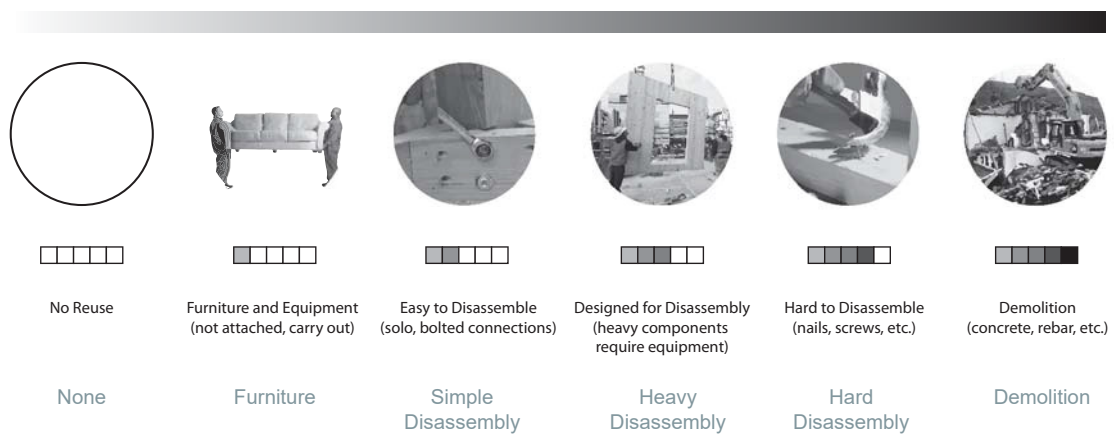 No Reuse
Furniture and Equipment
(not attached, carry out)
Easy to Disassemble
(solo, bolted connections)
Designed for Disassembly
(heavy components
require equipment)
Hard to Disassemble
(nails, screws, etc.)
Demolition
(concrete, rebar, etc.)
None
Furniture
Simple
Disassembly
Heavy
Disassembly
Hard
Disassembly
Demolition